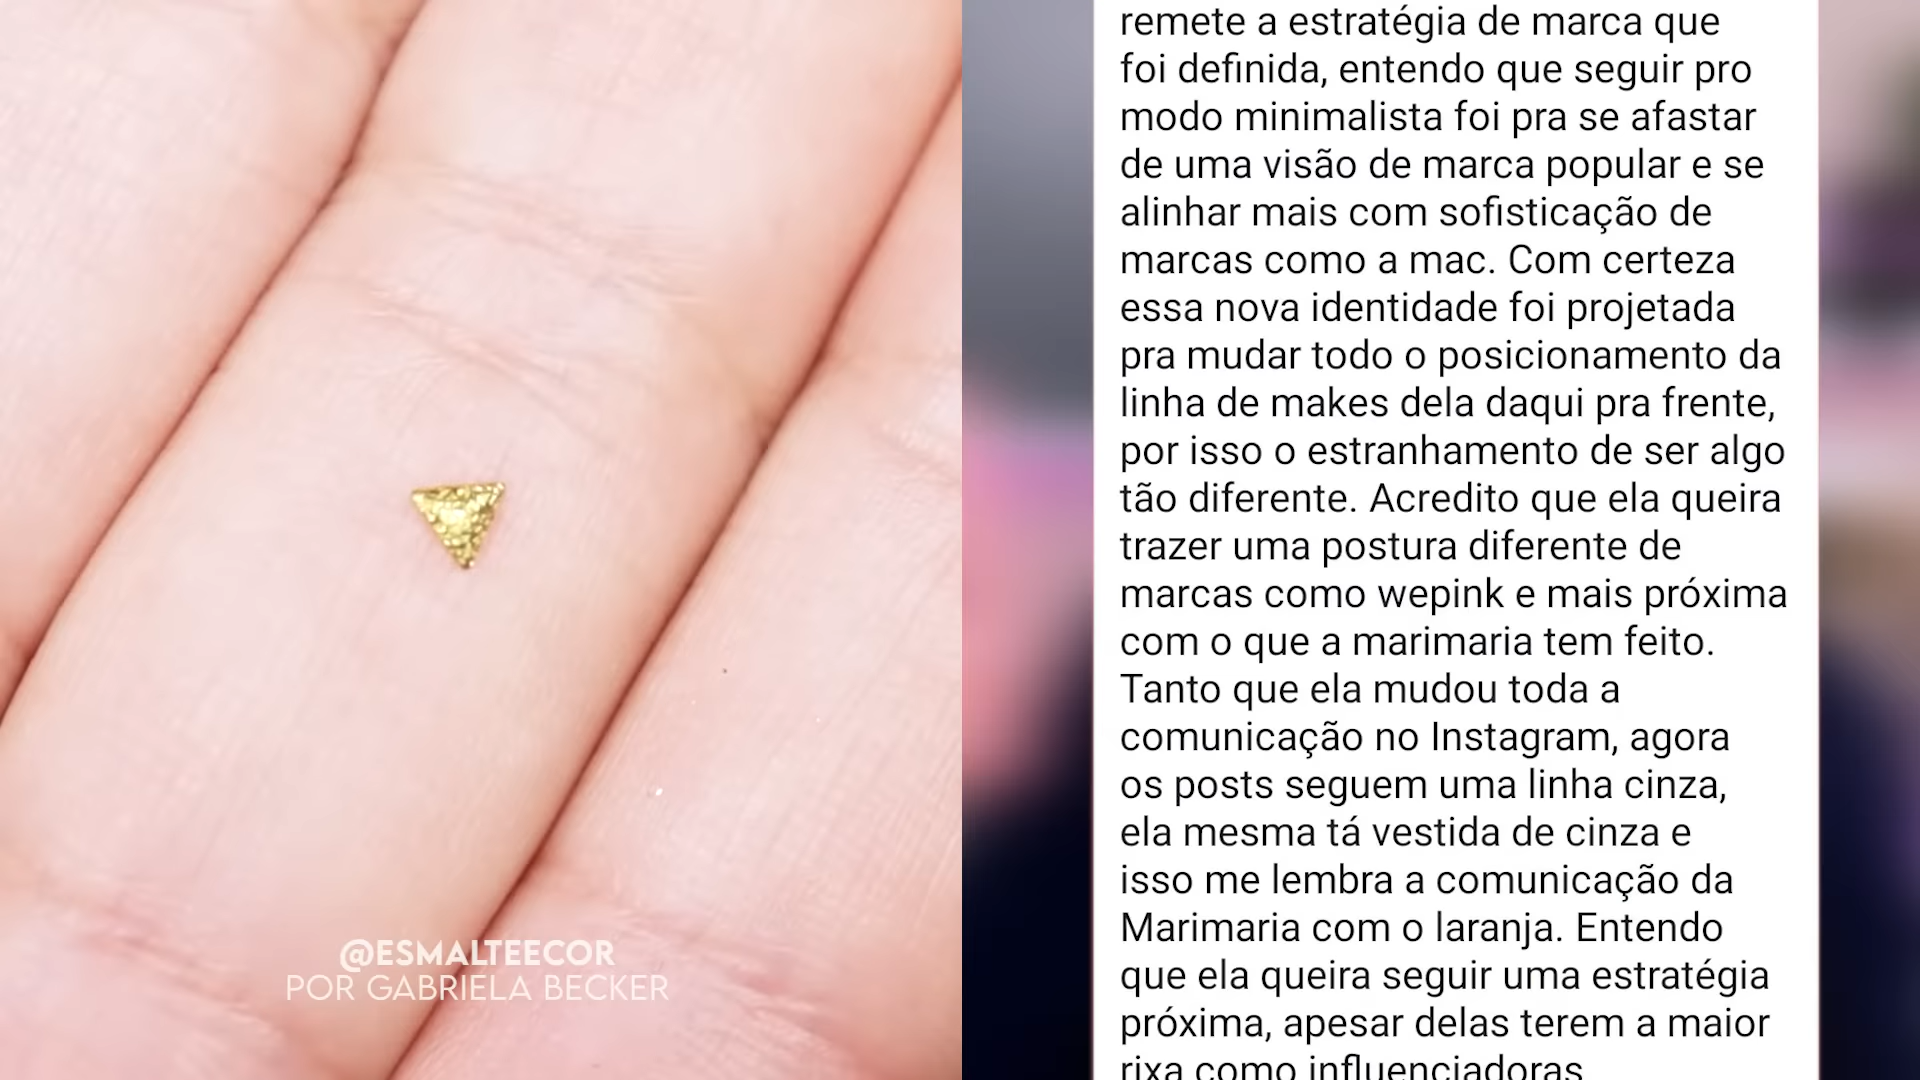 @ESMALTEECOR
POR GABRIELA BECKER
remete a estratégia de marca que
foi definida, entendo que seguir pro
modo minimalista foi pra se afastar
de uma visão de marca popular e se
alinhar mais com sofisticação de
marcas como a mac. Com certeza
essa nova identidade foi projetada
pra mudar todo o posicionamento da
linha de makes dela daqui pra frente,
por isso o estranhamento de ser algo
tão diferente. Acredito que ela queira
trazer uma postura diferente de
marcas como wepink e mais próxima
com o que a marimaria tem feito.
Tanto que ela mudou toda a
comunicação no Instagram, agora
os posts seguem uma linha cinza,
ela mesma tá vestida de cinza e
isso me lembra a comunicação da
Marimaria com o laranja. Entendo
que ela queira seguir uma estratégia
próxima, apesar delas terem a maior
rixa como influenciadoras